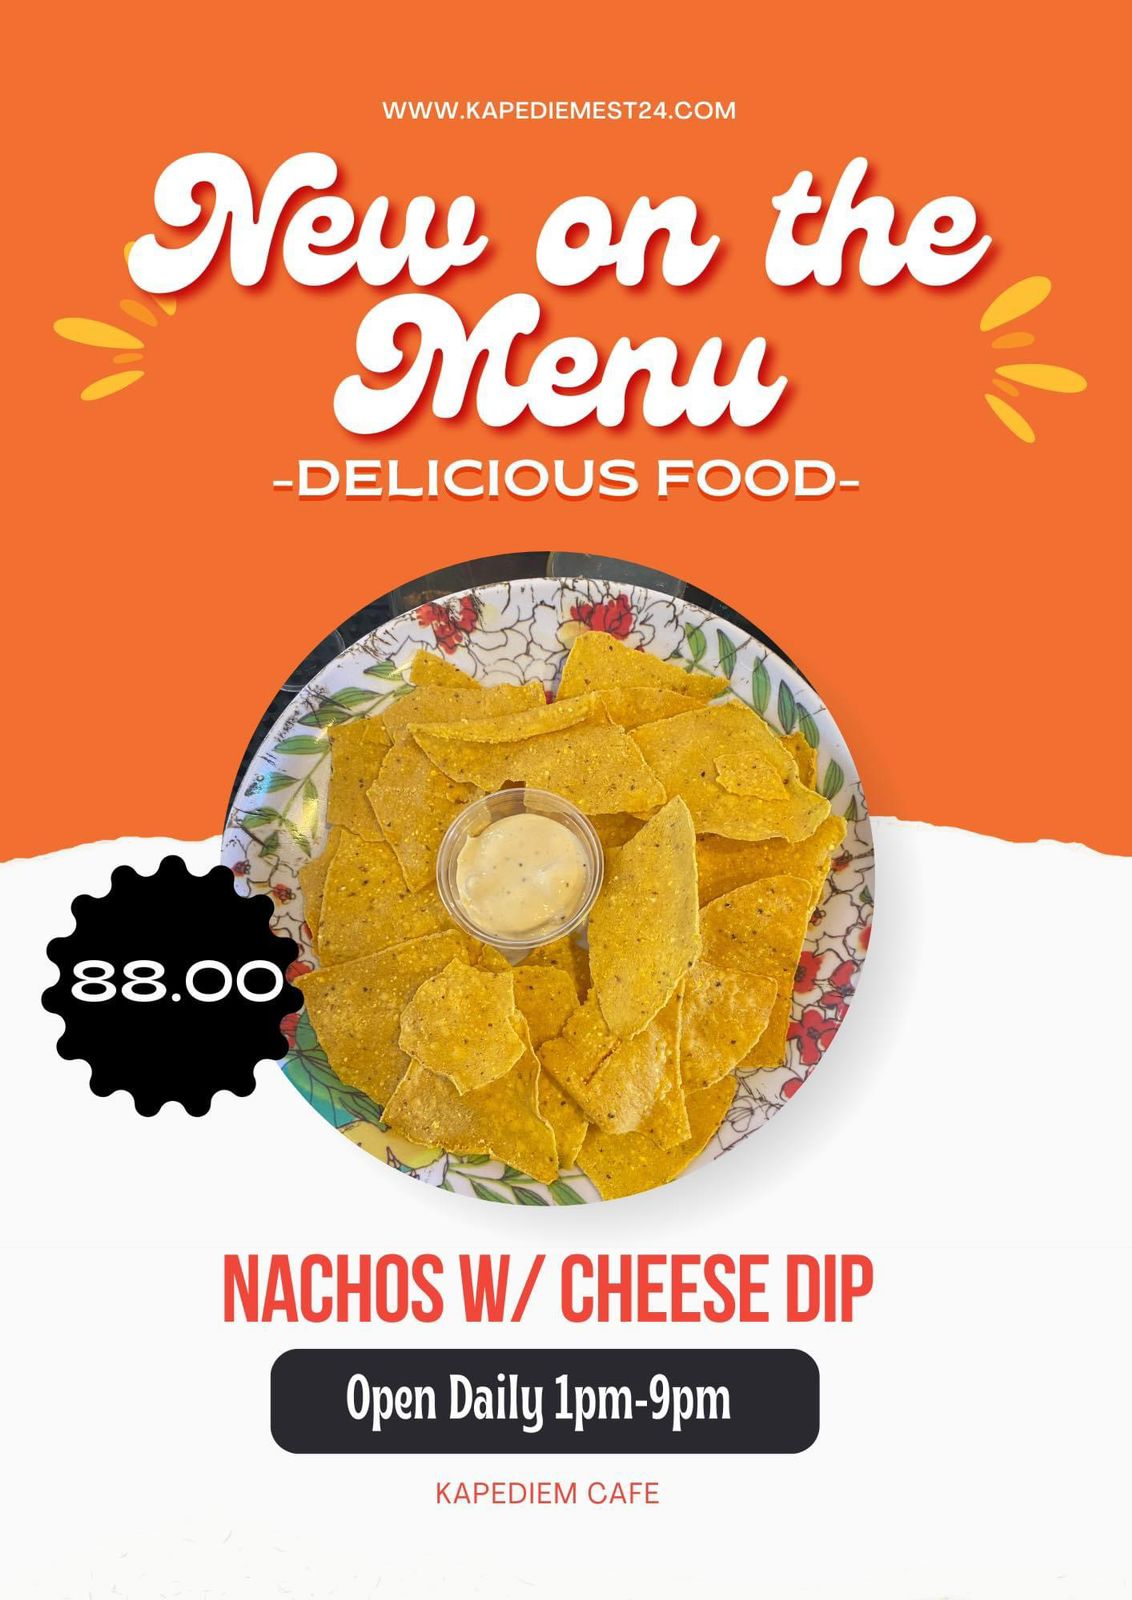 WWW.KAPEDIEMEST24.COM
New on the
Menu
-DELICIOUS FOOD-
88.00
NACHOS W/ CHEESE DIP
Open Daily 1pm-9pm
KAPEDIEM CAFE